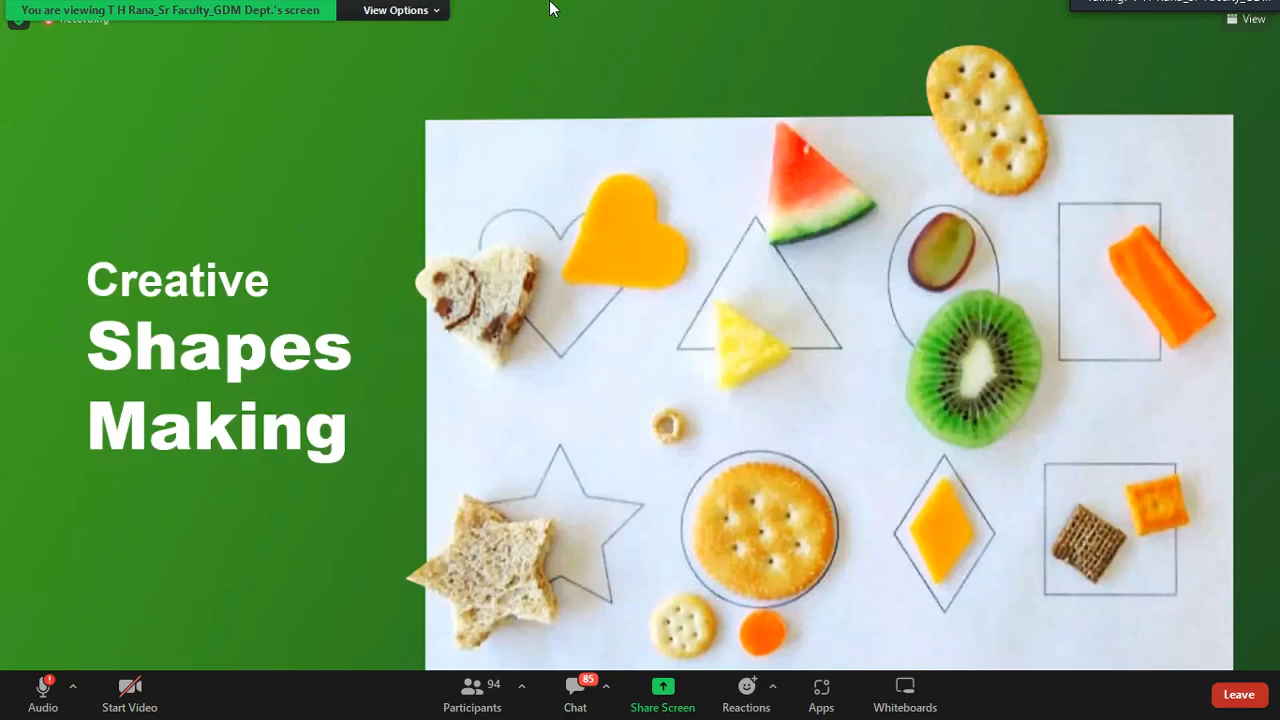 You are viewing T H Rana_Sr Faculty_GDM Dept.'s screen
View Options
Recording
View
Creative
Shapes
Making
94
85
Audio
Start Video
Participants
Chat
Share Screen
Reactions
Apps
Whiteboards
Leave